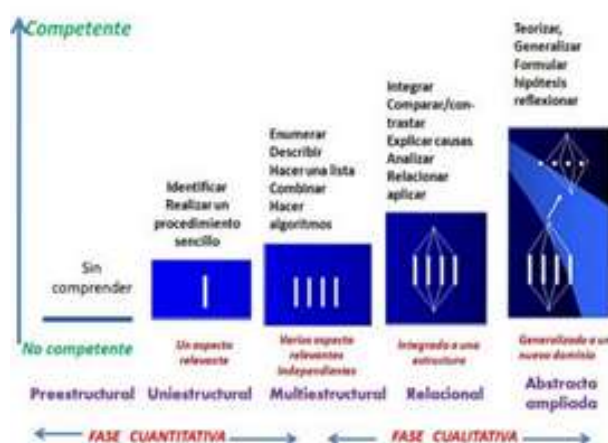 Competente
Teorizar,
Generalizar
Formular
hipótesis
reflexionar
Integrar
Comparar/con-
trastar
Explicar causas
Analizar
Relacionar
aplicar
Enumerar
Describir
Hacer una lista
Combinar
Hacer
algoritmos
Identificar
Realizar un
procedimiento
sencillo
Sin
comprender
No competente
Un aspecto
relevante
Varios aspecto
relevantes
Independientes
Integrado a una
estructura
Generalizado a un
nuevo dominio
Preestructural
Uniestructural
Multiestructural
Relacional
Abstracta
ampliada
FASE CUANTITATIVA
FASE CUALITATIVA